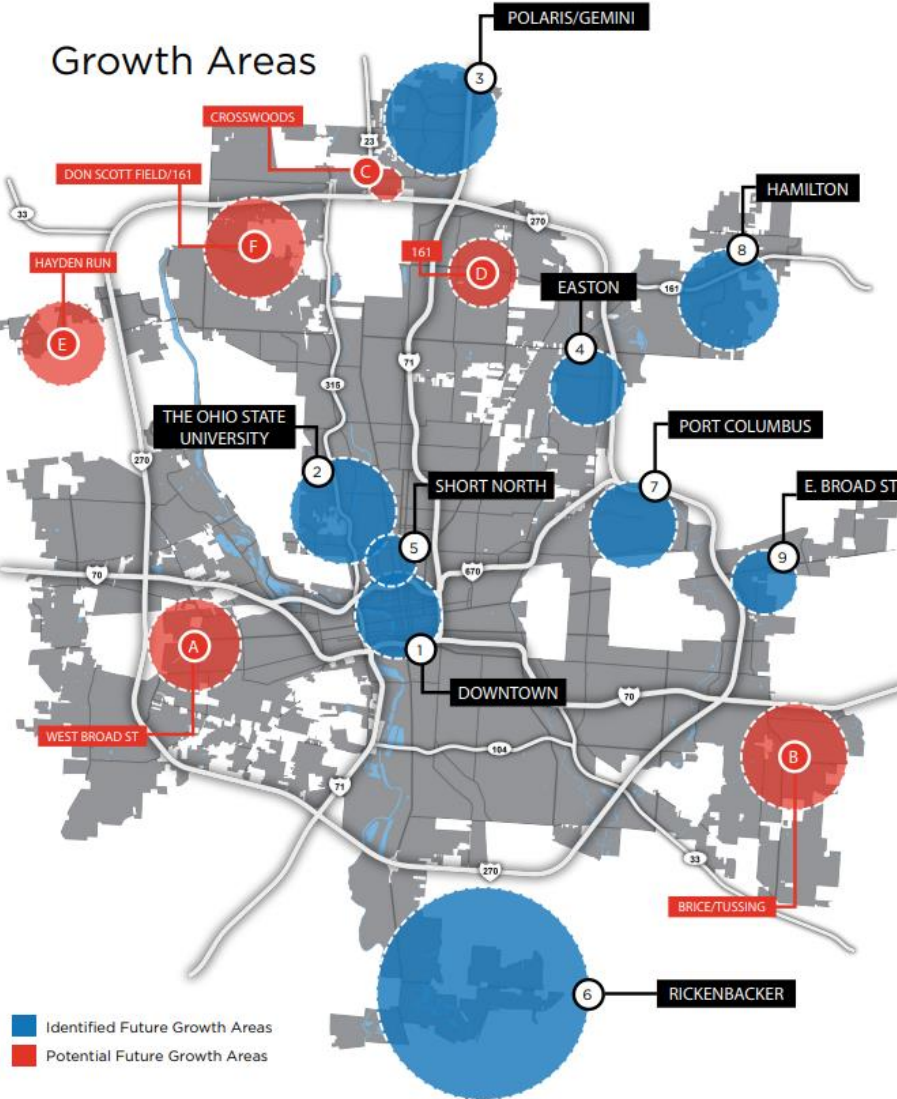 Growth Areas
POLARIS/GEMINI
3
CROSSWOODS
23
C
DON SCOTT FIELD/161
HAMILTON
33
270
8
F
161
HAYDEN RUN
D
EASTON
161
E
4
71
315
THE OHIO STATE
UNIVERSITY
PORT COLUMBUS
2
270
SHORT NORTH
7
E. BROAD ST
5
9
70
670
A
1
DOWNTOWN
70
WEST BROAD ST
104
B
71
33
270
BRICE/TUSSING
6
RICKENBACKER
Identified Future Growth Areas
Potential Future Growth Areas